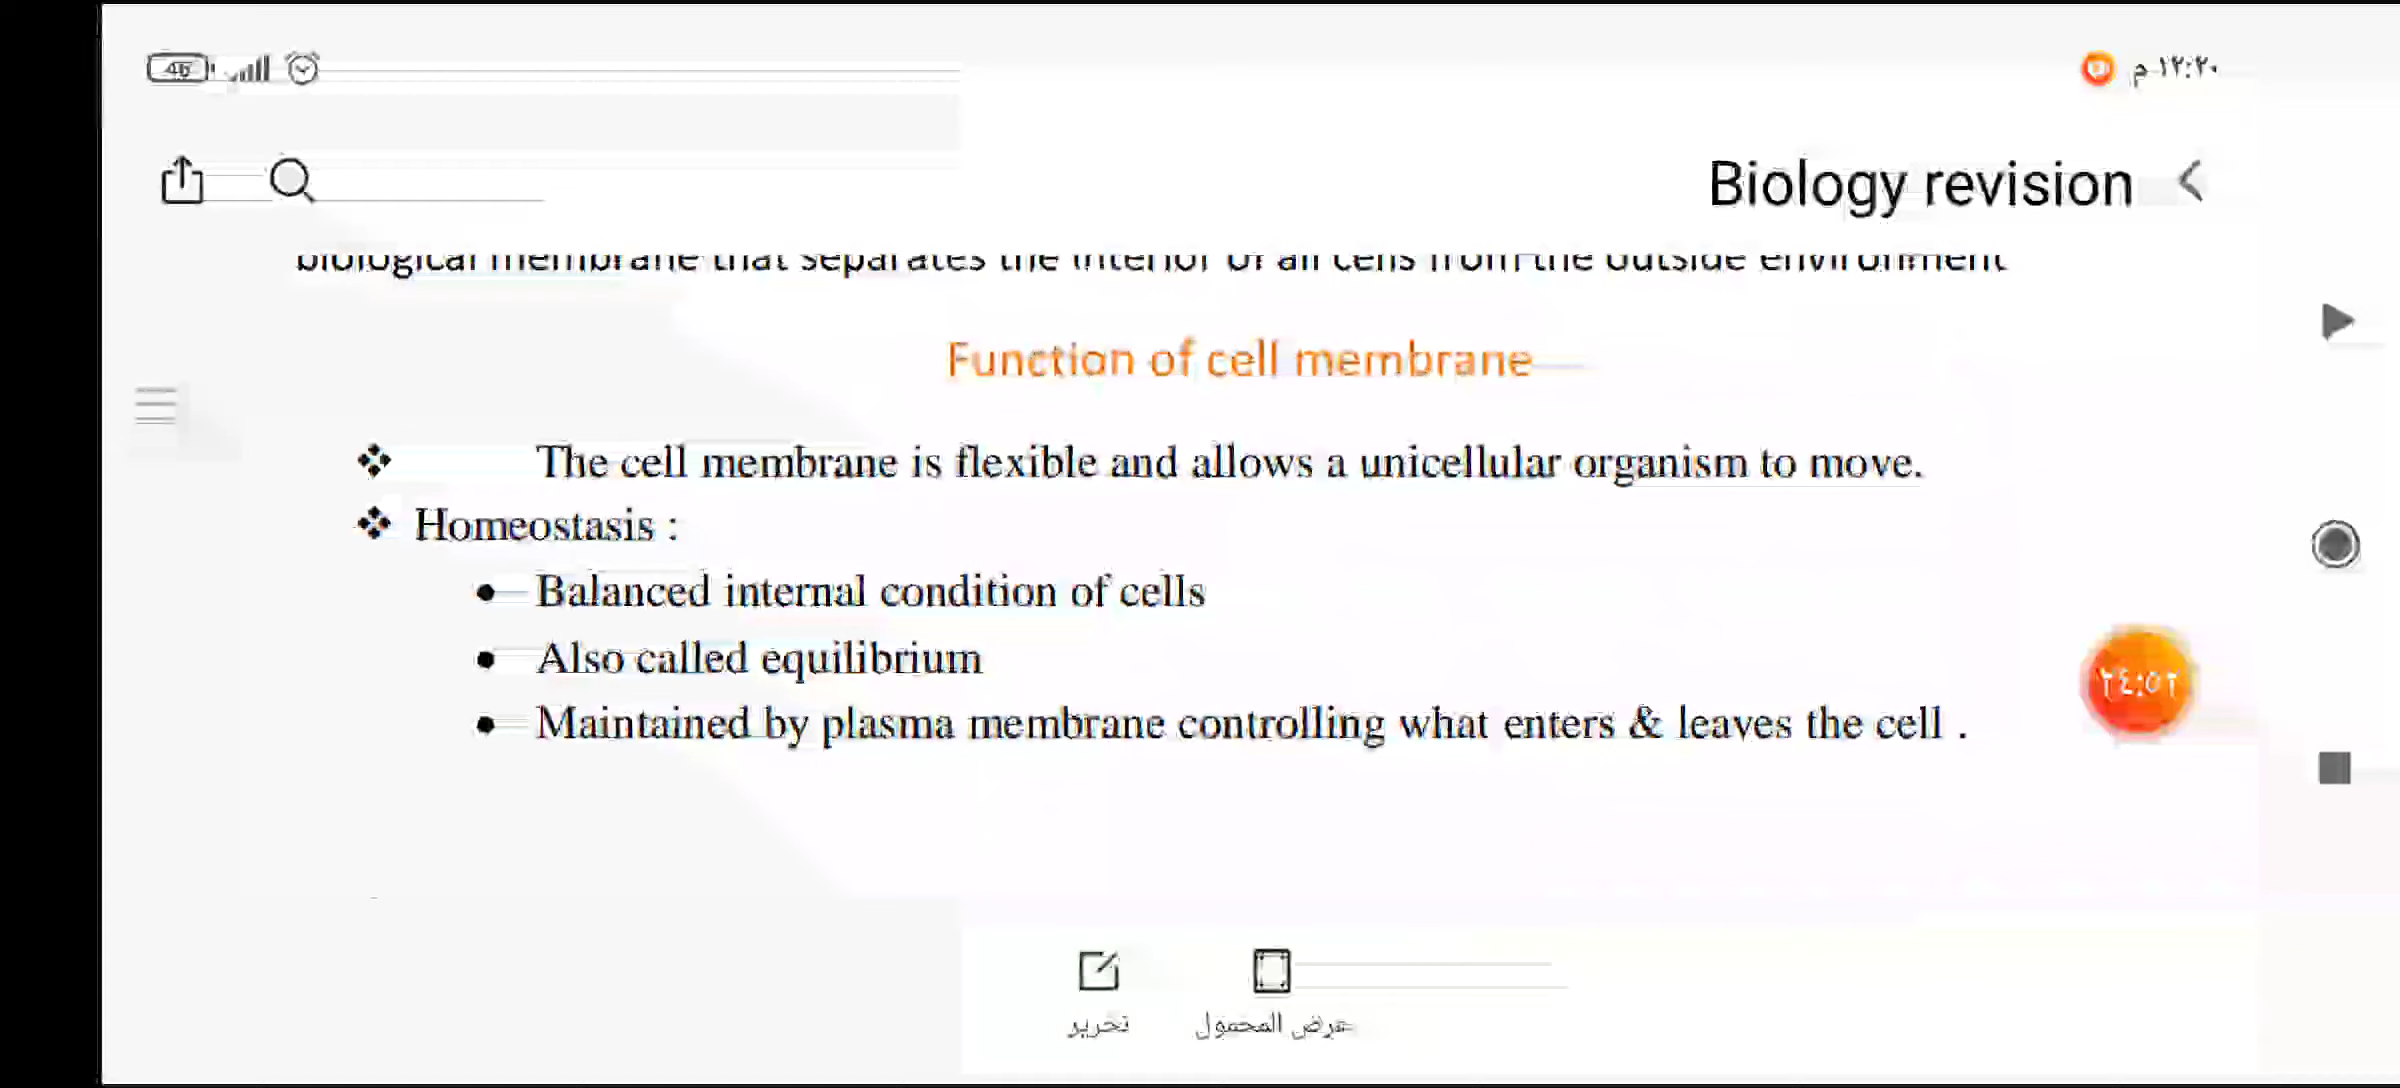 46
١٢:٢٠ م
Biology revision
biological membrane that separates the interior of all cells from the outside environment
Function of cell membrane
❖ The cell membrane is flexible and allows a unicellular organism to move.
❖ Homeostasis :
• Balanced internal condition of cells
• Also called equilibrium
• Maintained by plasma membrane controlling what enters & leaves the cell .
٢٤:٥٢
تحرير
عرض المحمول